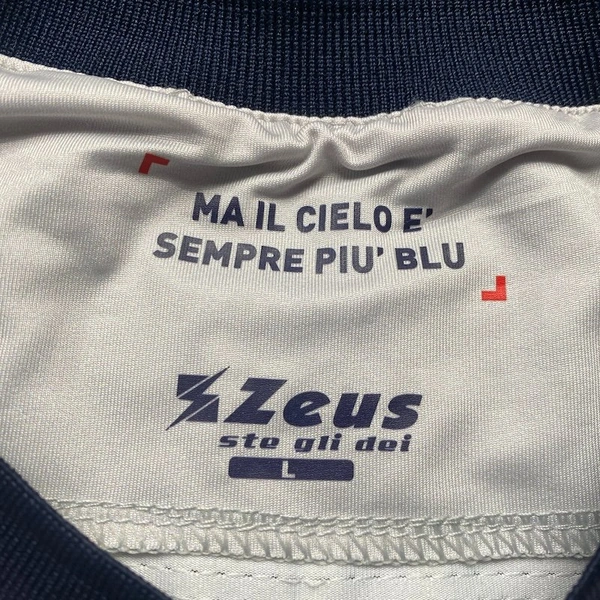 MA IL CIELO E'
SEMPRE PIU' BLU
Zeus
ste gli dei
L